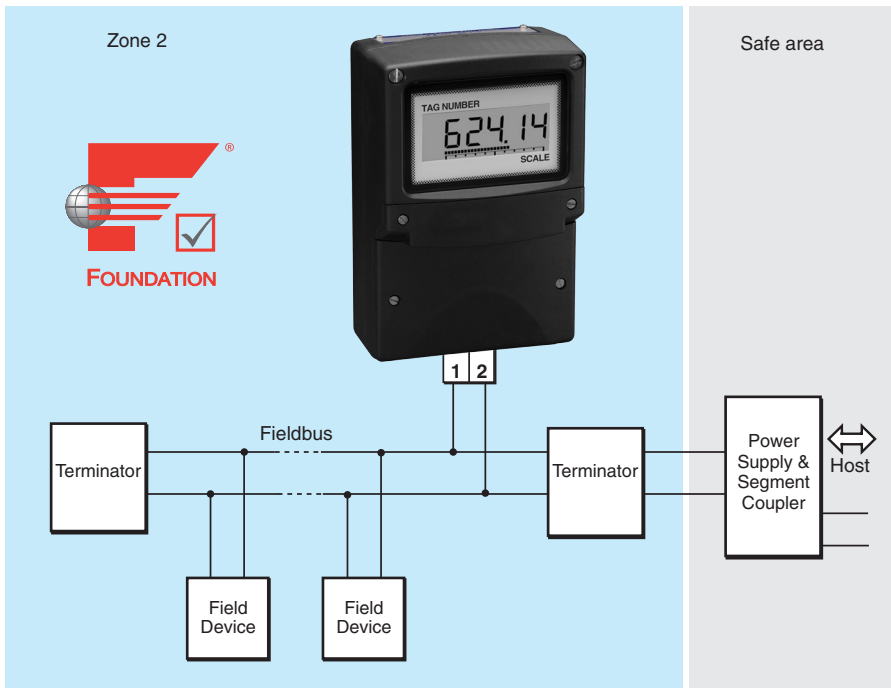 Zone 2
Safe area
TAG NUMBER
624.14
SCALE
®
FOUNDATION
1 2
Fieldbus
Terminator
Terminator
Power
Supply &
Segment
Coupler
Host
Field
Device
Field
Device